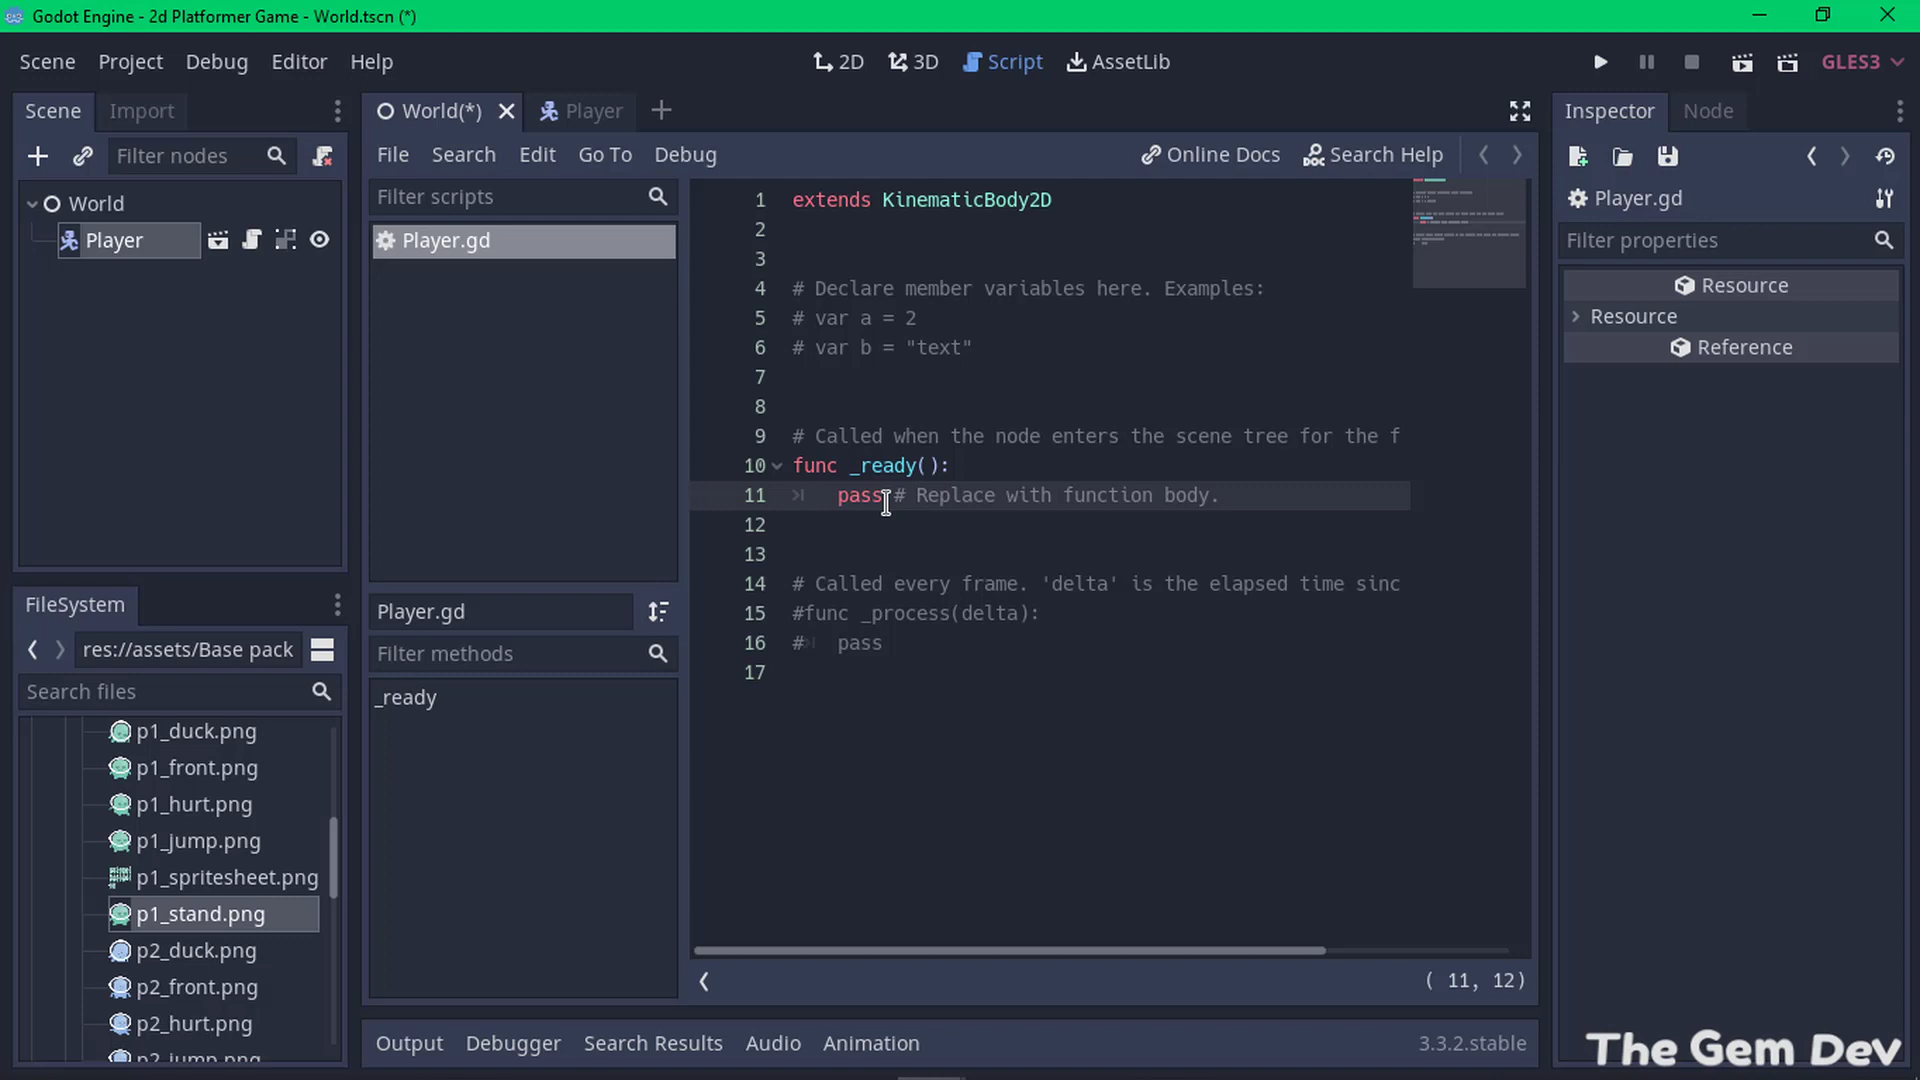 Godot Engine - 2d Platformer Game - World.tscn (*)
Scene Project Debug Editor Help
2D 3D Script AssetLib
GLES3
Scene Import
Filter nodes
World
Player
FileSystem
res://assets/Base pack
Search files
p1_duck.png
p1_front.png
p1_hurt.png
p1_jump.png
p1_spritesheet.png
p1_stand.png
p2_duck.png
p2_front.png
p2_hurt.png
p2_jump.png
World(*) Player
File Search Edit Go To Debug
Online Docs Search Help
Filter scripts
Player.gd
Player.gd
Filter methods
_ready
1 extends KinematicBody2D
2
3
4 # Declare member variables here. Examples:
5 # var a = 2
6 # var b = "text"
7
8
9 # Called when the node enters the scene tree for the f
10 func _ready():
11 pass # Replace with function body.
12
13
14 # Called every frame. 'delta' is the elapsed time sinc
15 #func _process(delta):
16 # pass
17
( 11, 12)
Output Debugger Search Results Audio Animation 3.3.2.stable
Inspector Node
Player.gd
Filter properties
Resource
Resource
Reference
The Gem Dev